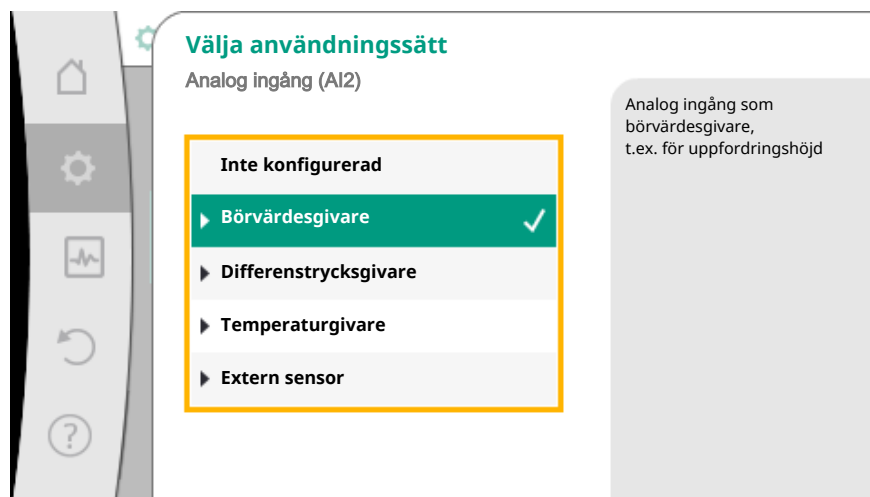 Välja användningssätt
Analog ingång (AI2)
Inte konfigurerad
Börvärdesgivare
Differenstrycksgivare
Temperaturgivare
Extern sensor
Analog ingång som
börvärdesgivare,
t.ex. för uppfordringshöjd
?